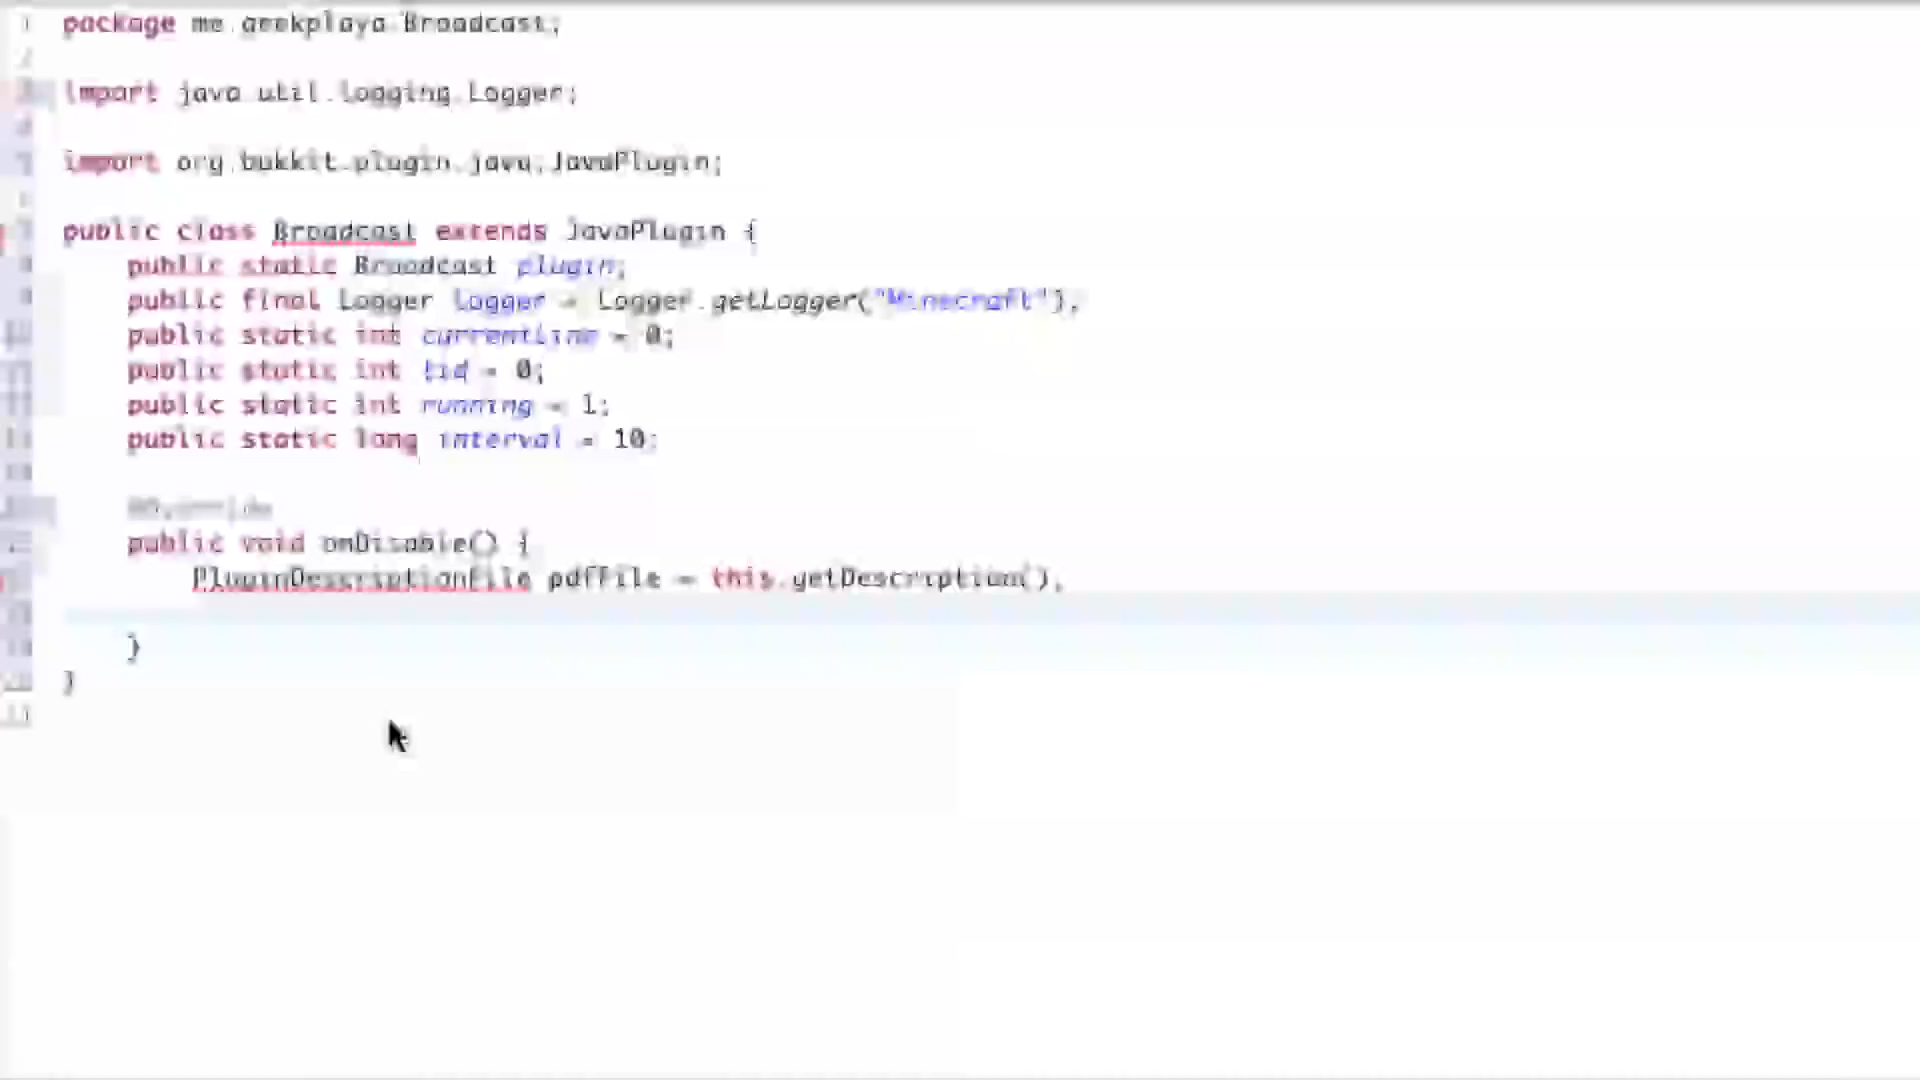 package me.geekplaya.Broadcast;
import java.util.logging.Logger;
import org.bukkit.plugin.java.JavaPlugin;
public class Broadcast extends JavaPlugin {
public static Broadcast plugin;
public final Logger logger = Logger.getLogger("Minecraft");
public static int currentLine = 0;
public static int tid = 0;
public static int running = 1;
public static long interval = 10;
@Override
public void onDisable() {
PluginDescriptionFile pdfFile = this.getDescription();
}
}